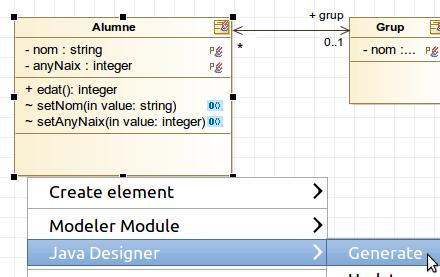 Alumne
- nom : string
- anyNaix : integer
+ edat(): integer
~ setNom(in value: string)
~ setAnyNaix(in value: integer)
+ grup
*
0..1
Grup
- nom :...
Create element
Modeler Module
Java Designer
Generate